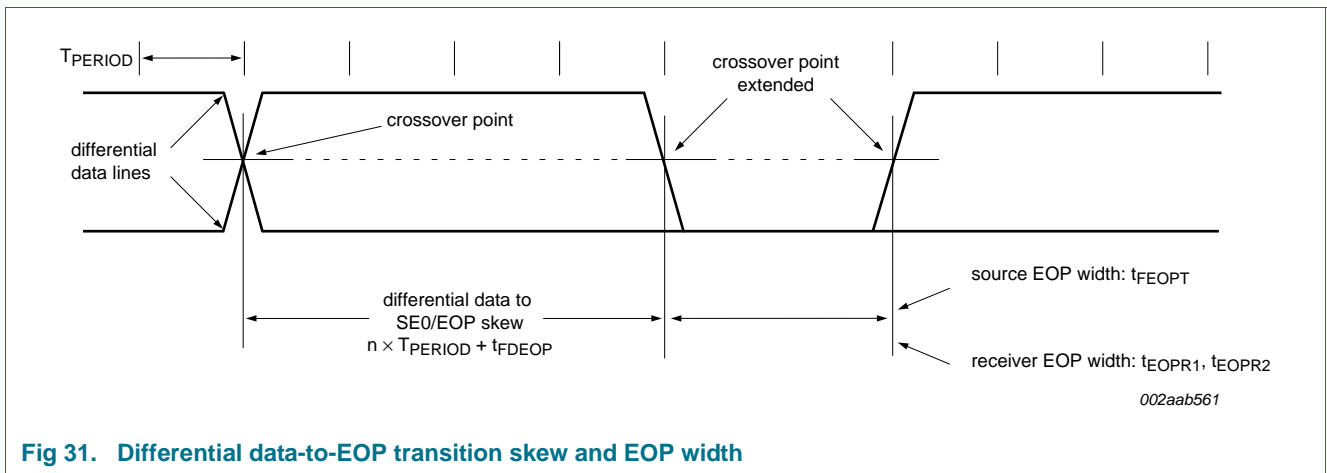 TPERIOD
crossover point
extended
crossover point
differential
data lines
source EOP width: tFEOPT
differential data to
SE0/EOP skew
n × TPERIOD + tFDEOP
receiver EOP width: tEOPR1, tEOPR2
002aab561
Fig 31. Differential data-to-EOP transition skew and EOP width